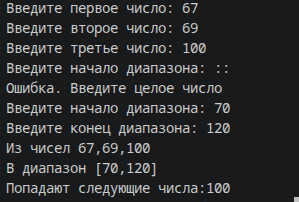 Введите первое число: 67
Введите второе число: 69
Введите третье число: 100
Введите начало диапазона: ::
Ошибка. Введите целое число
Введите начало диапазона: 70
Введите конец диапазона: 120
Из чисел 67,69,100
В диапазон [70,120]
Попадают следующие числа:100